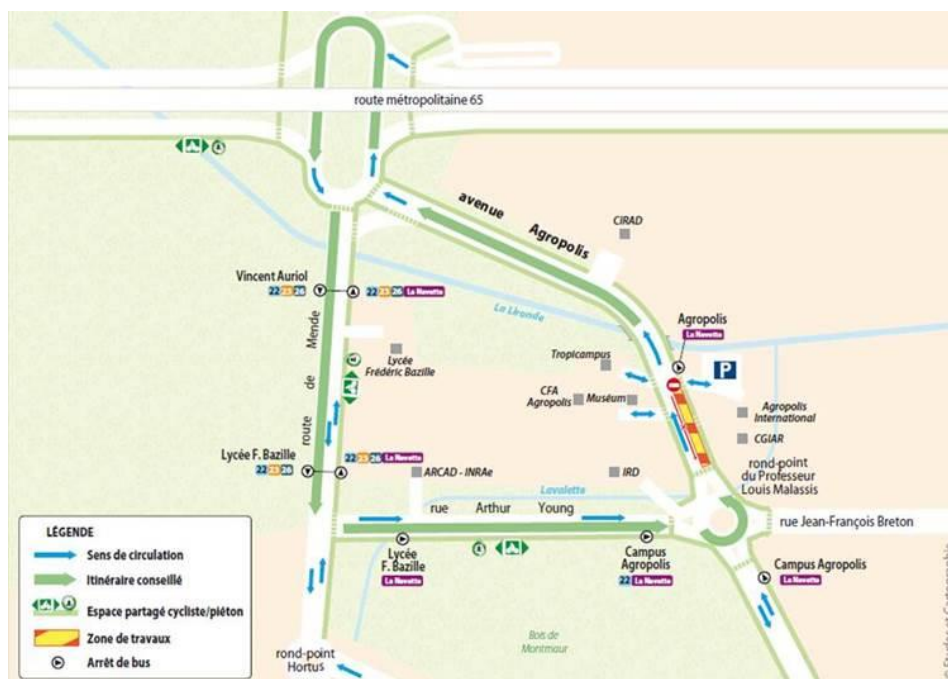 route métropolitaine 65
avenue
Agropolis
CIRAD
Vincent Auriol
22 23 26
22 23 26 La Navette
La Lironde
Agropolis
La Navette
route de Mende
Lycée
Frédéric Bazille
Tropicampus
P
CFA
Agropolis
Muséum
Agropolis
International
CGIAR
Lycée F. Bazille
22 23 26
22 23 26 La Navette
ARCAD - INRAe
IRD
rond-point
du Professeur
Louis Malassis
Lavalette
rue Arthur Young
rue Jean-François Breton
Lycée
F. Bazille
La Navette
Campus
Agropolis
22 La Navette
Campus Agropolis
La Navette
Bois de
Montmaur
rond-point
Hortus
LÉGENDE
Sens de circulation
Itinéraire conseillé
Espace partagé cycliste/piéton
Zone de travaux
Arrêt de bus